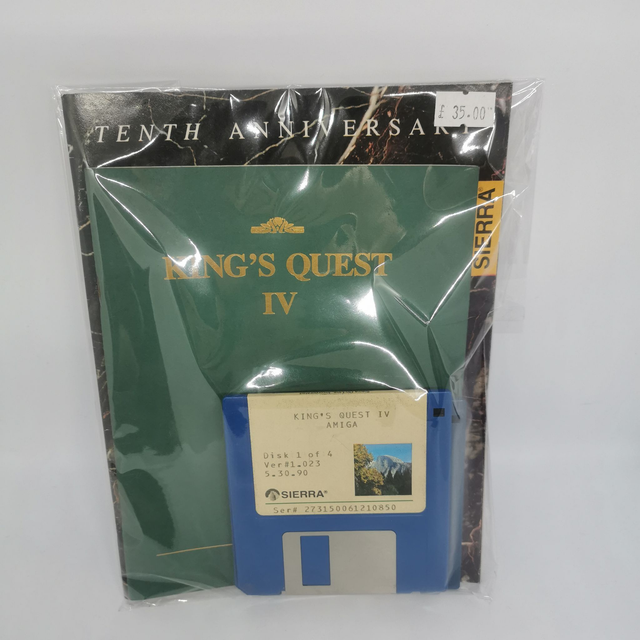 £ 35.00
TENTH ANNIVERSARY
SIERRA
KING'S QUEST
IV
KING'S QUEST IV
AMIGA
Disk 1 of 4
Ver#1.023
5.30.90
SIERRA®
Ser# 273150061210850